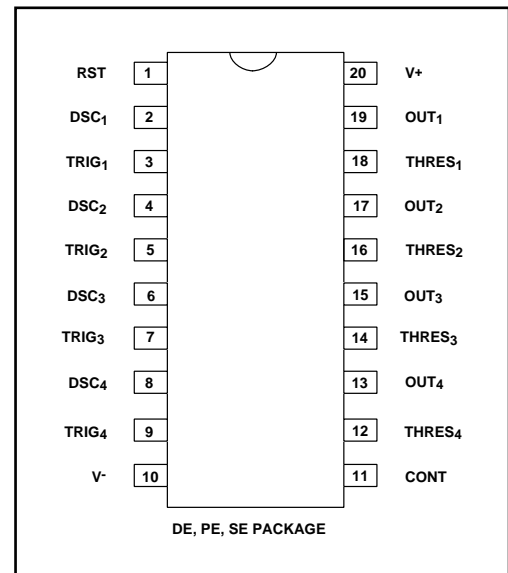 RST 1 20 V+
DSC1 2 19 OUT1
TRIG1 3 18 THRES1
DSC2 4 17 OUT2
TRIG2 5 16 THRES2
DSC3 6 15 OUT3
TRIG3 7 14 THRES3
DSC4 8 13 OUT4
TRIG4 9 12 THRES4
V- 10 11 CONT
DE, PE, SE PACKAGE